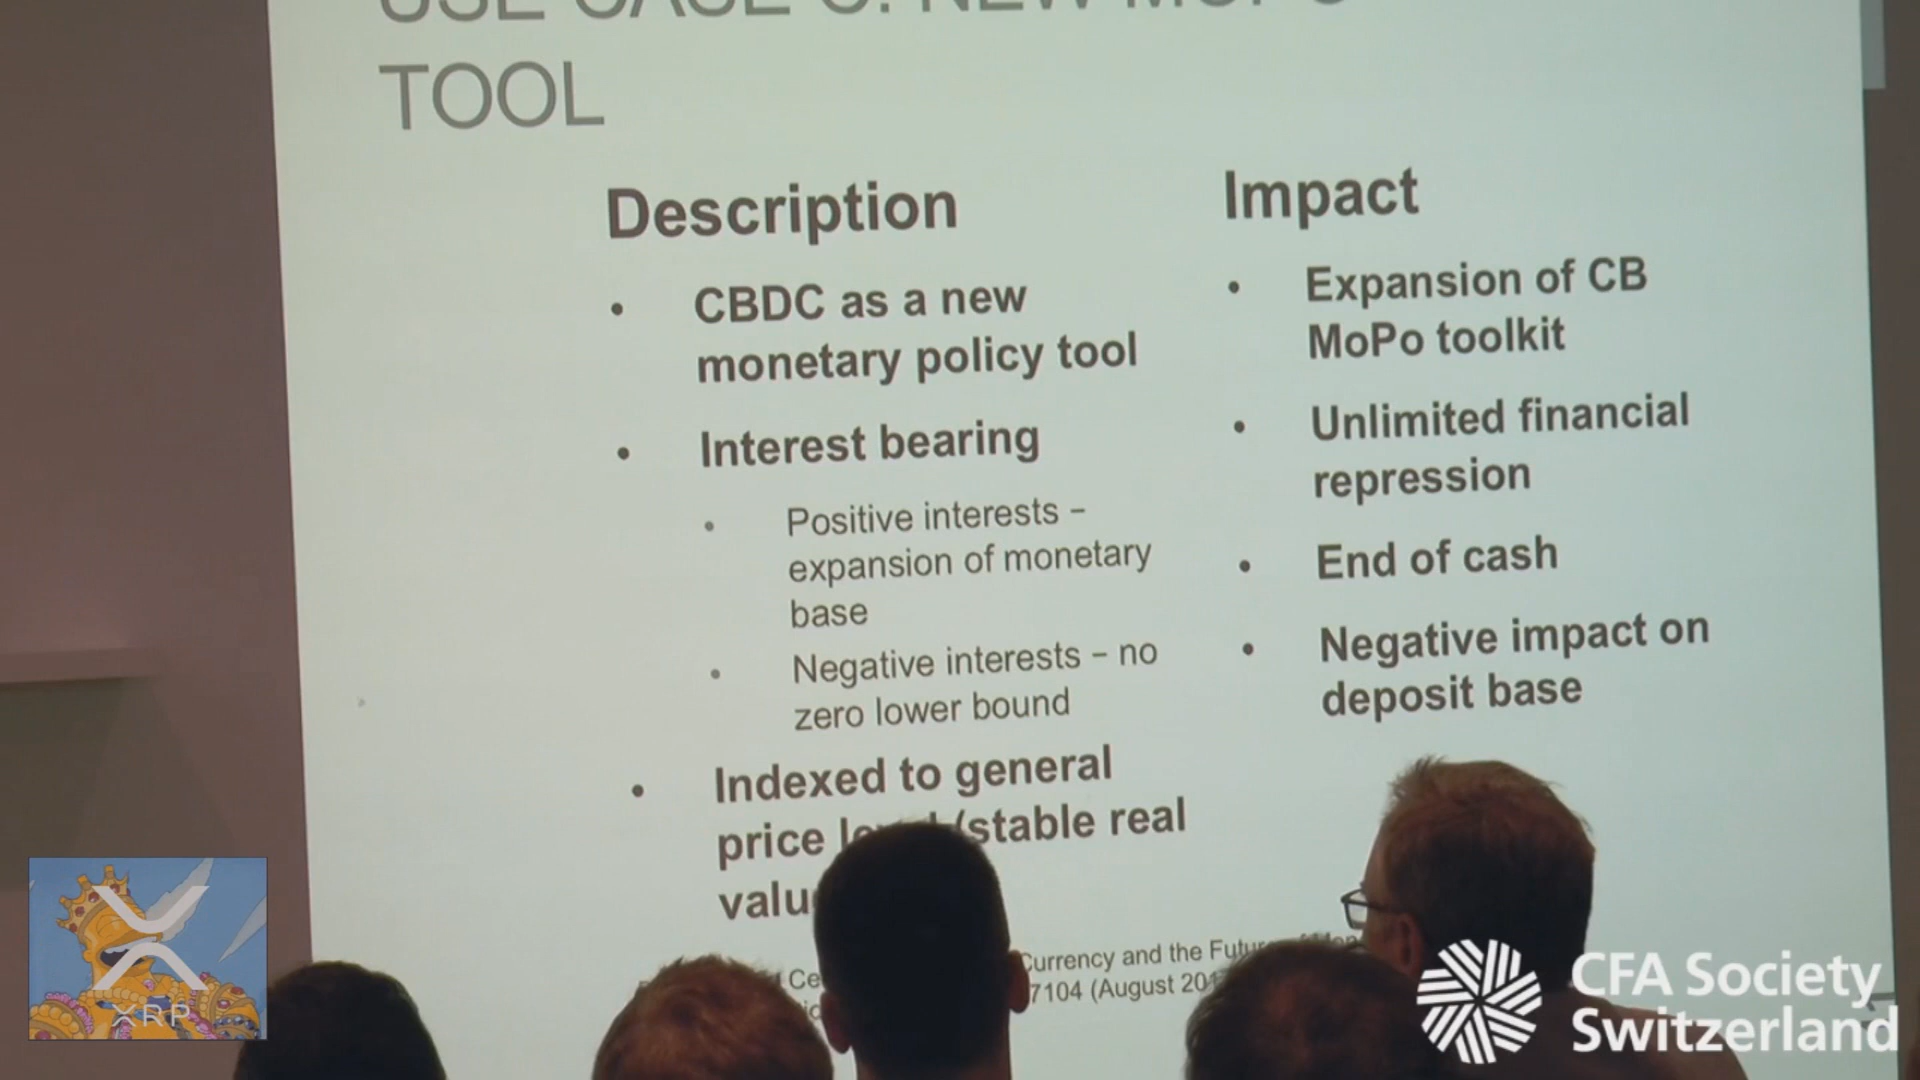 TOOL
Description
• CBDC as a new
monetary policy tool
• Interest bearing
• Positive interests –
expansion of monetary
base
• Negative interests – no
zero lower bound
• Indexed to general
price (stable real
Impact
• Expansion of CB
MoPo toolkit
• Unlimited financial
repression
• End of cash
• Negative impact on
deposit base
Currency and the
7104 (August
XRP
CFA Society
Switzerland